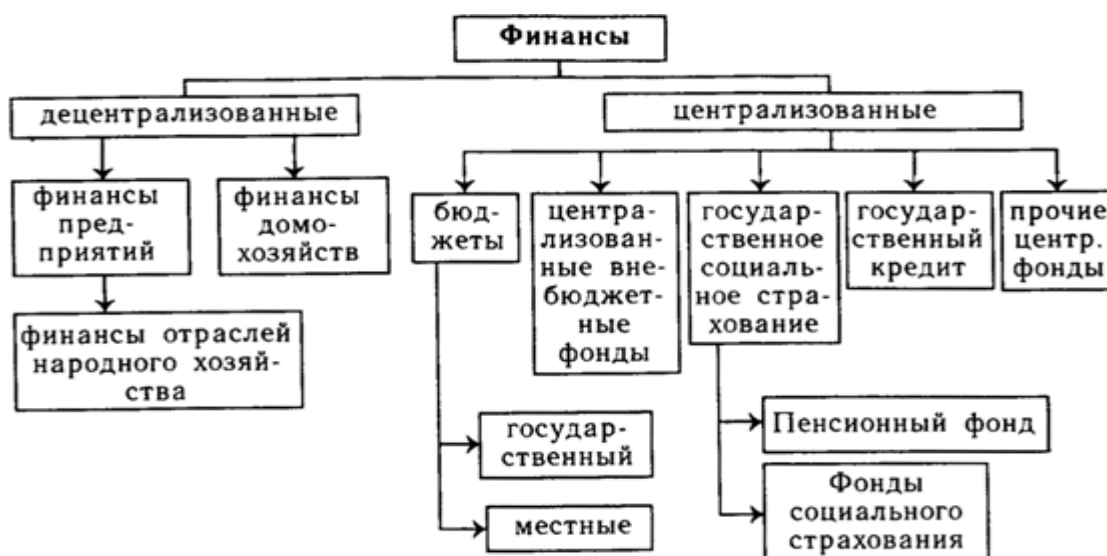 Финансы
децентрализованные
централизованные
финансы
пред-
приятий
финансы
домо-
хозяйств
бюд-
жеты
центра-
лизован-
ные вне-
бюджет-
ные
фонды
государ-
ственное
социаль-
ное стра-
хование
государ-
ственный
кредит
прочие
центр.
фонды
финансы отраслей
народного хозяй-
ства
государ-
ственный
местные
Пенсионный фонд
Фонды
социального
страхования